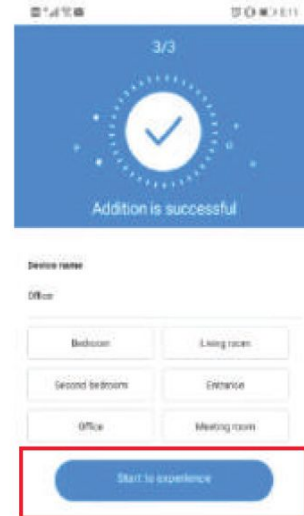 3/3
Addition is successful
Device name
Office
Bedroom Living room
Second bedroom Entrance
Office Meeting room
Start to experience